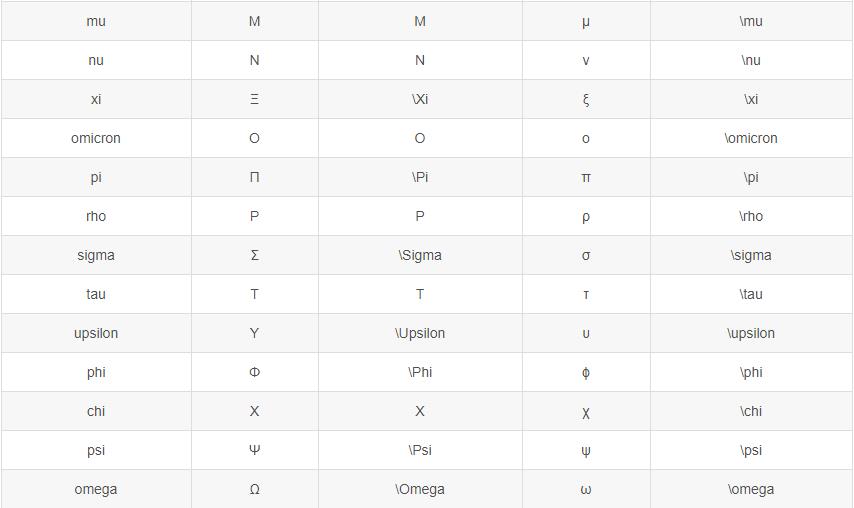 mu Μ M μ \mu
nu Ν N ν \nu
xi Ξ \Xi ξ \xi
omicron Ο O ο \omicron
pi Π \Pi π \pi
rho Ρ P ρ \rho
sigma Σ \Sigma σ \sigma
tau Τ T τ \tau
upsilon Υ \Upsilon υ \upsilon
phi Φ \Phi ϕ \phi
chi Χ X χ \chi
psi Ψ \Psi ψ \psi
omega Ω \Omega ω \omega